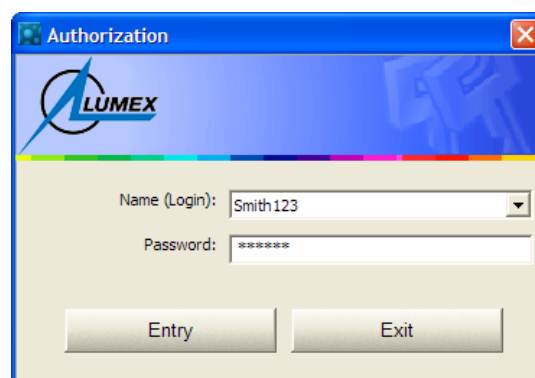 Authorization
LUMEX
Name (Login): Smith123
Password: ******
Entry Exit